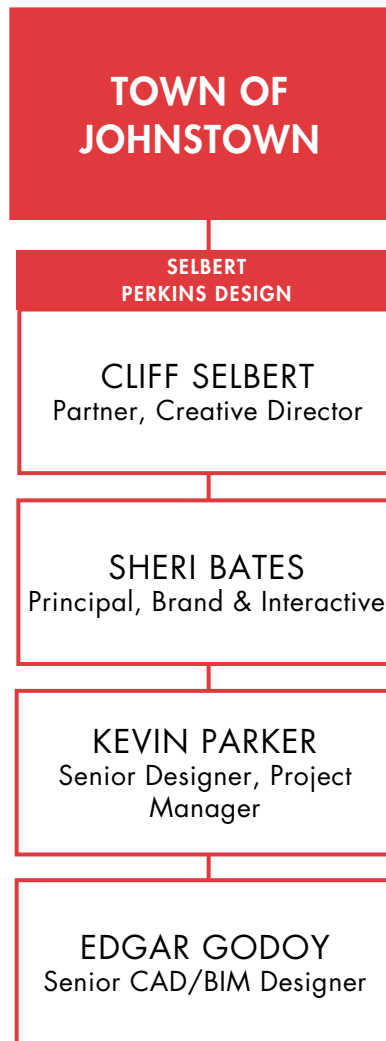 TOWN OF
JOHNSTOWN
SELBERT
PERKINS DESIGN
CLIFF SELBERT
Partner, Creative Director
SHERI BATES
Principal, Brand & Interactive
KEVIN PARKER
Senior Designer, Project
Manager
EDGAR GODOY
Senior CAD/BIM Designer